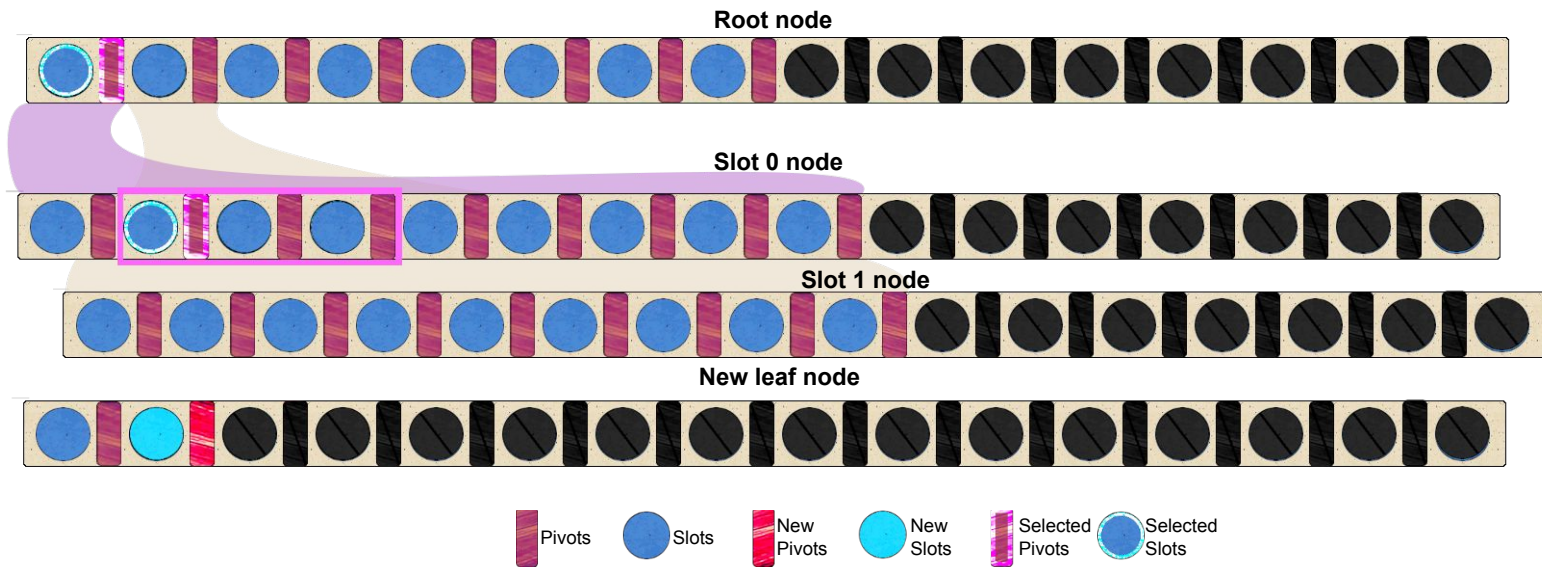 Root node
Slot 0 node
Slot 1 node
New leaf node
Pivots
Slots
New
Pivots
New
Slots
Selected
Pivots
Selected
Slots